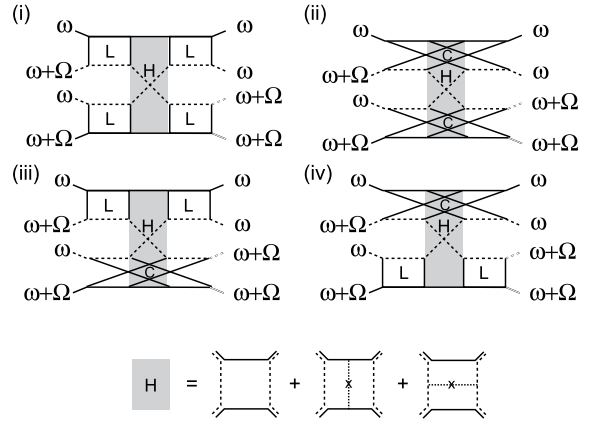 (i)
ω L L ω
ω+Ω H ω
ω ω+Ω
ω+Ω L L ω+Ω
(ii)
ω C ω
ω+Ω H ω
ω ω+Ω
ω+Ω C ω+Ω
(iii)
ω L L ω
ω+Ω H ω
ω ω+Ω
ω+Ω C ω+Ω
(iv)
ω C ω
ω+Ω H ω
ω ω+Ω
ω+Ω L L ω+Ω
H = + x + x